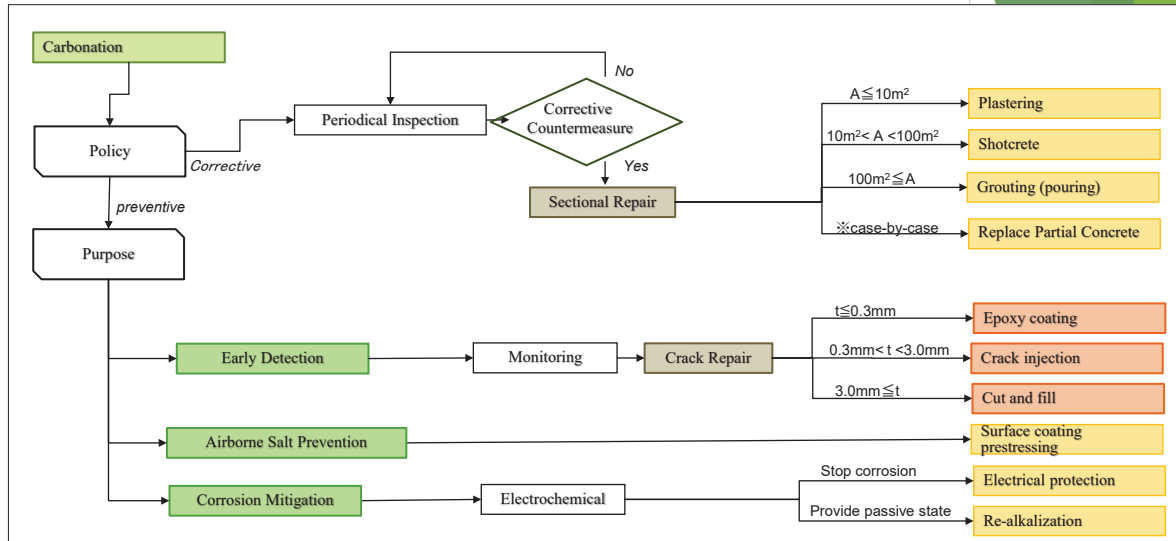 Carbonation
No
Periodical Inspection
Corrective
Countermeasure
A≦10m²
Plastering
10m²< A <100m²
Shotcrete
Policy
Corrective
Yes
100m²≦A
Grouting (pouring)
Sectional Repair
preventive
※case-by-case
Replace Partial Concrete
Purpose
t≦0.3mm
Epoxy coating
Early Detection
Monitoring
Crack Repair
0.3mm< t <3.0mm
Crack injection
3.0mm≦t
Cut and fill
Airborne Salt Prevention
Surface coating
prestressing
Stop corrosion
Electrical protection
Corrosion Mitigation
Electrochemical
Provide passive state
Re-alkalization